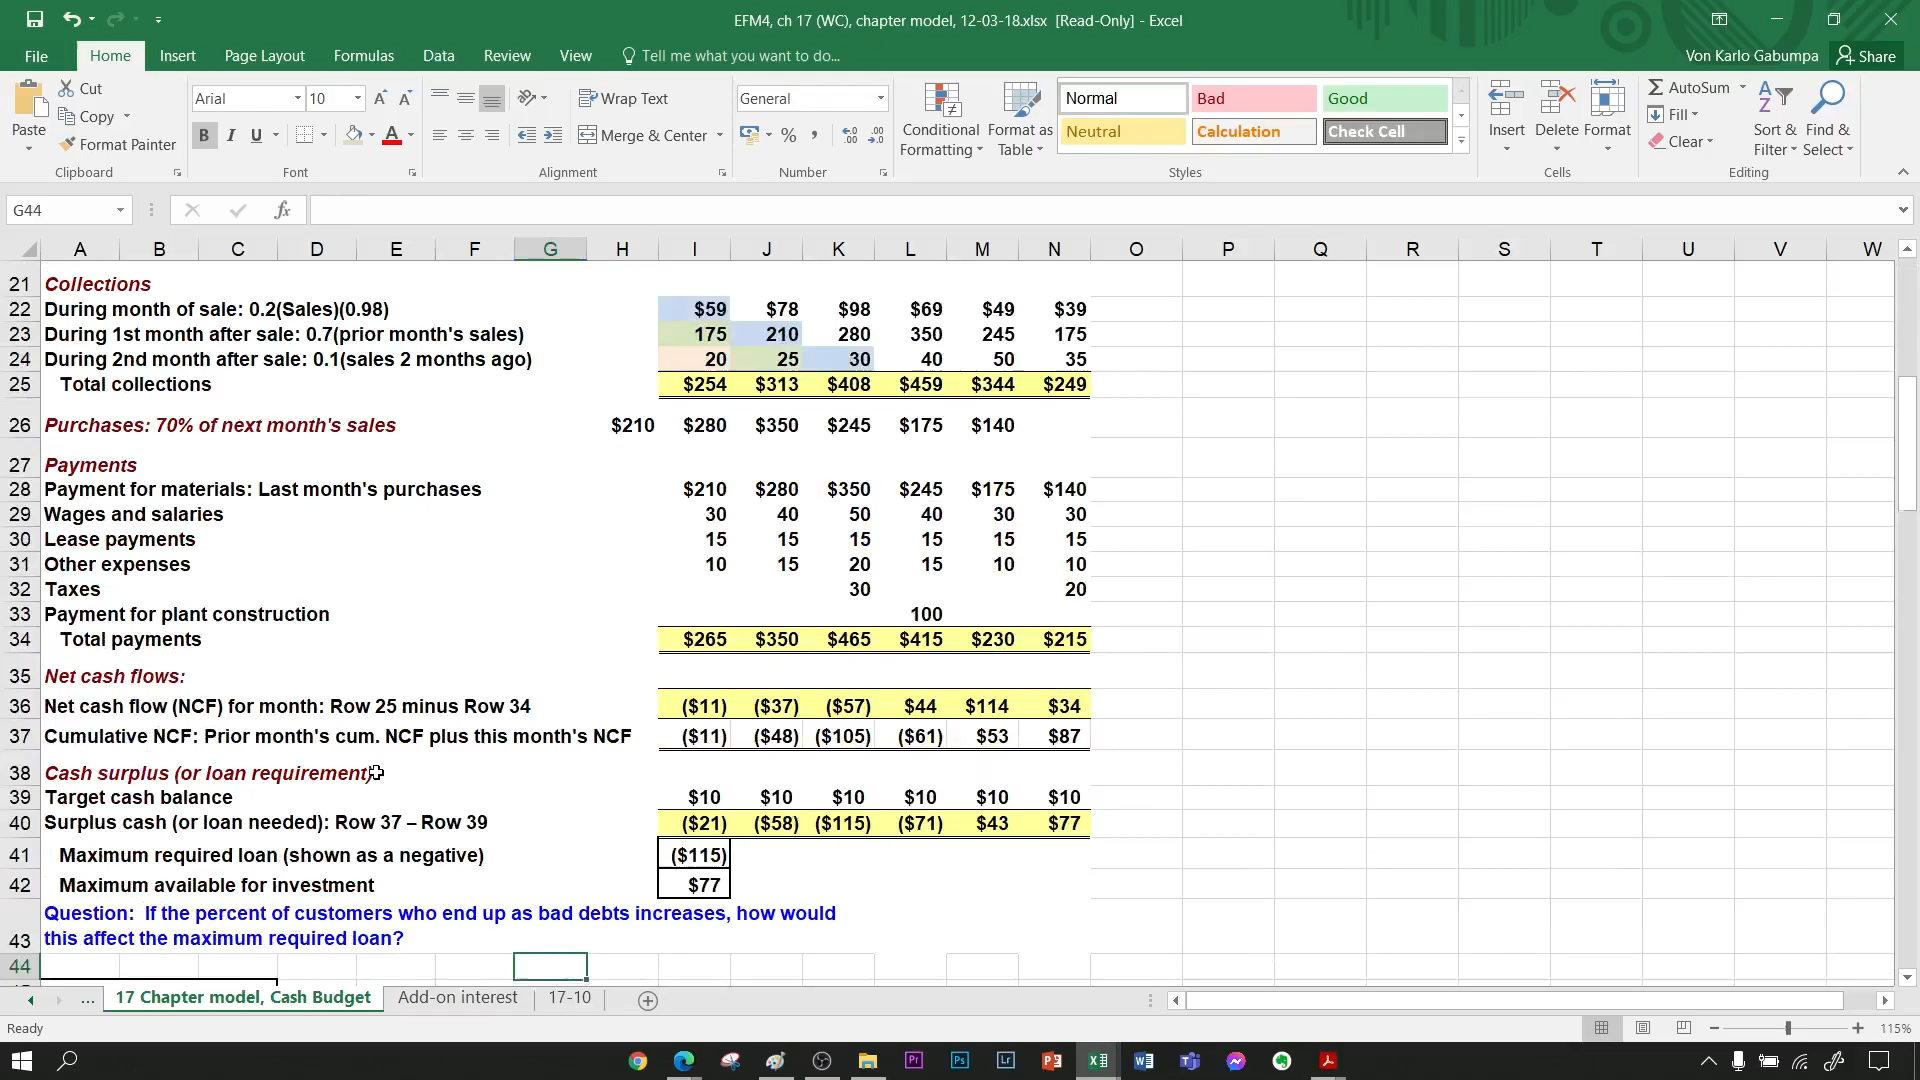 EFM4, ch 17 (WC), chapter model, 12-03-18.xlsx [Read-Only] - Excel
File Home Insert Page Layout Formulas Data Review View Tell me what you want to do... Von Karlo Gabumpa Share
Paste Cut Copy Format Painter Clipboard
Arial 10 A A B I U A Font
Wrap Text Merge & Center Alignment
General % , Number
Conditional Formatting Format as Table
Normal Bad Good
Neutral Calculation Check Cell
Styles
Insert Delete Format Cells
AutoSum Fill Clear Sort & Filter Find & Select Editing
G44 fx
A B C D E F G H I J K L M N O P Q R S T U V W
21 Collections
22 During month of sale: 0.2(Sales)(0.98) $59 $78 $98 $69 $49 $39
23 During 1st month after sale: 0.7(prior month's sales) 175 210 280 350 245 175
24 During 2nd month after sale: 0.1(sales 2 months ago) 20 25 30 40 50 35
25 Total collections $254 $313 $408 $459 $344 $249
26 Purchases: 70% of next month's sales $210 $280 $350 $245 $175 $140
27 Payments
28 Payment for materials: Last month's purchases $210 $280 $350 $245 $175 $140
29 Wages and salaries 30 40 50 40 30 30
30 Lease payments 15 15 15 15 15 15
31 Other expenses 10 15 20 15 10 10
32 Taxes 30 20
33 Payment for plant construction 100
34 Total payments $265 $350 $465 $415 $230 $215
35 Net cash flows:
36 Net cash flow (NCF) for month: Row 25 minus Row 34 ($11) ($37) ($57) $44 $114 $34
37 Cumulative NCF: Prior month's cum. NCF plus this month's NCF ($11) ($48) ($105) ($61) $53 $87
38 Cash surplus (or loan requirement)
39 Target cash balance $10 $10 $10 $10 $10 $10
40 Surplus cash (or loan needed): Row 37 – Row 39 ($21) ($58) ($115) ($71) $43 $77
41 Maximum required loan (shown as a negative) ($115)
42 Maximum available for investment $77
Question: If the percent of customers who end up as bad debts increases, how would
43 this affect the maximum required loan?
44
... 17 Chapter model, Cash Budget Add-on interest 17-10
Ready 115%
Pr Ps Lr